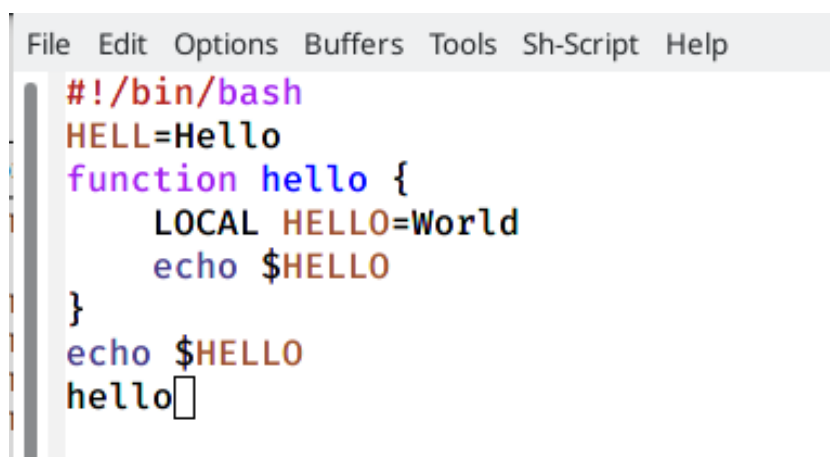 File Edit Options Buffers Tools Sh-Script Help
#!/bin/bash
HELL=Hello
function hello {
    LOCAL HELLO=World
    echo $HELLO
}
echo $HELLO
hello